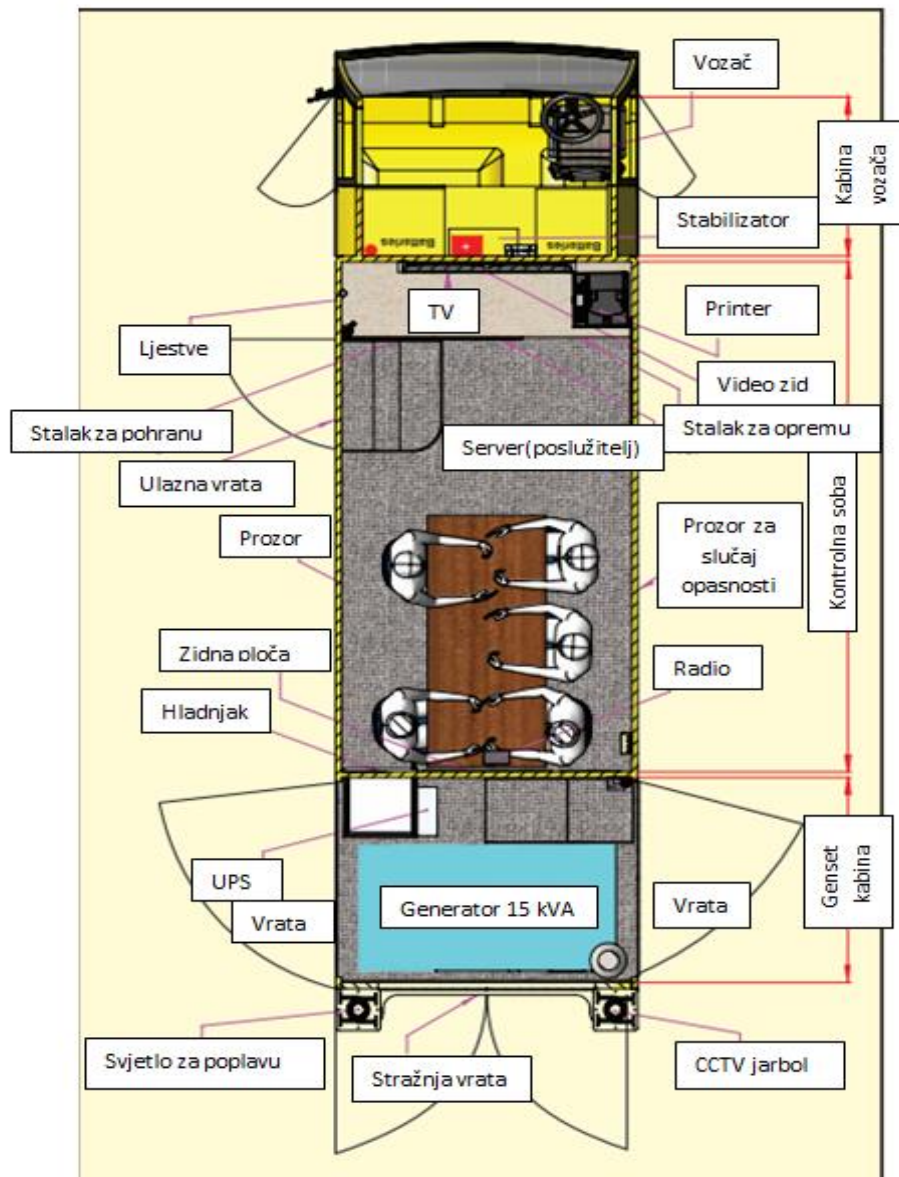 Vozač
Kabina
vozača
Stabilizator
Batteries
Batteries
TV
Printer
Ljestve
Video zid
Stalak za pohranu
Server(poslužitelj)
Stalak za opremu
Ulazna vrata
Kontrolna soba
Prozor
Prozor za
slučaj
opasnosti
Zidna ploča
Radio
Hladnjak
Genset
kabina
UPS
Vrata
Generator 15 kVA
Vrata
Svjetlo za poplavu
Stražnja vrata
CCTV jarbol